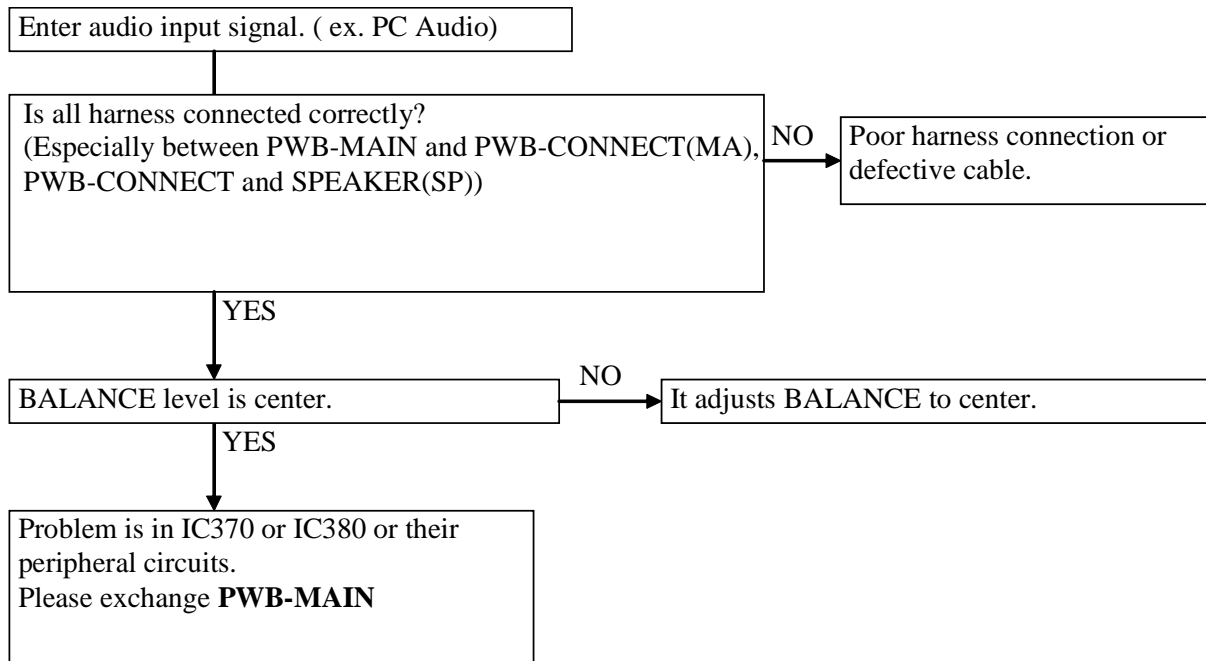 Enter audio input signal. ( ex. PC Audio)
Is all harness connected correctly?
(Especially between PWB-MAIN and PWB-CONNECT(MA),
PWB-CONNECT and SPEAKER(SP))
NO
Poor harness connection or
defective cable.
YES
BALANCE level is center.
NO
It adjusts BALANCE to center.
YES
Problem is in IC370 or IC380 or their
peripheral circuits.
Please exchange PWB-MAIN